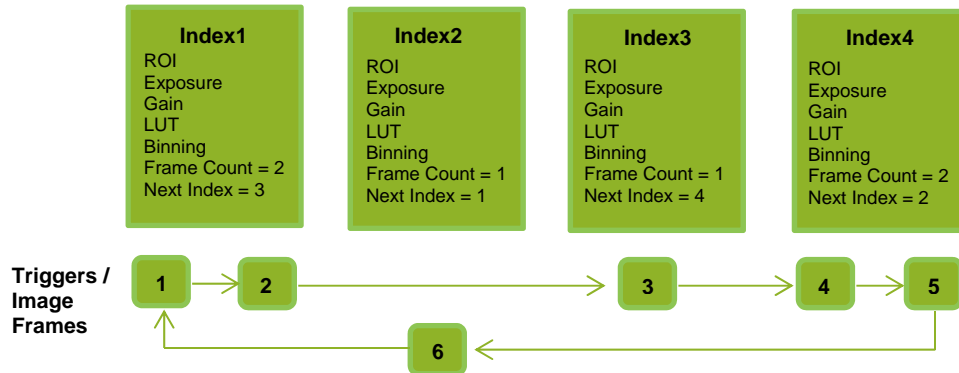 Index1
ROI
Exposure
Gain
LUT
Binning
Frame Count = 2
Next Index = 3
Index2
ROI
Exposure
Gain
LUT
Binning
Frame Count = 1
Next Index = 1
Index3
ROI
Exposure
Gain
LUT
Binning
Frame Count = 1
Next Index = 4
Index4
ROI
Exposure
Gain
LUT
Binning
Frame Count = 2
Next Index = 2
Triggers /
Image
Frames
1
2
3
4
5
6